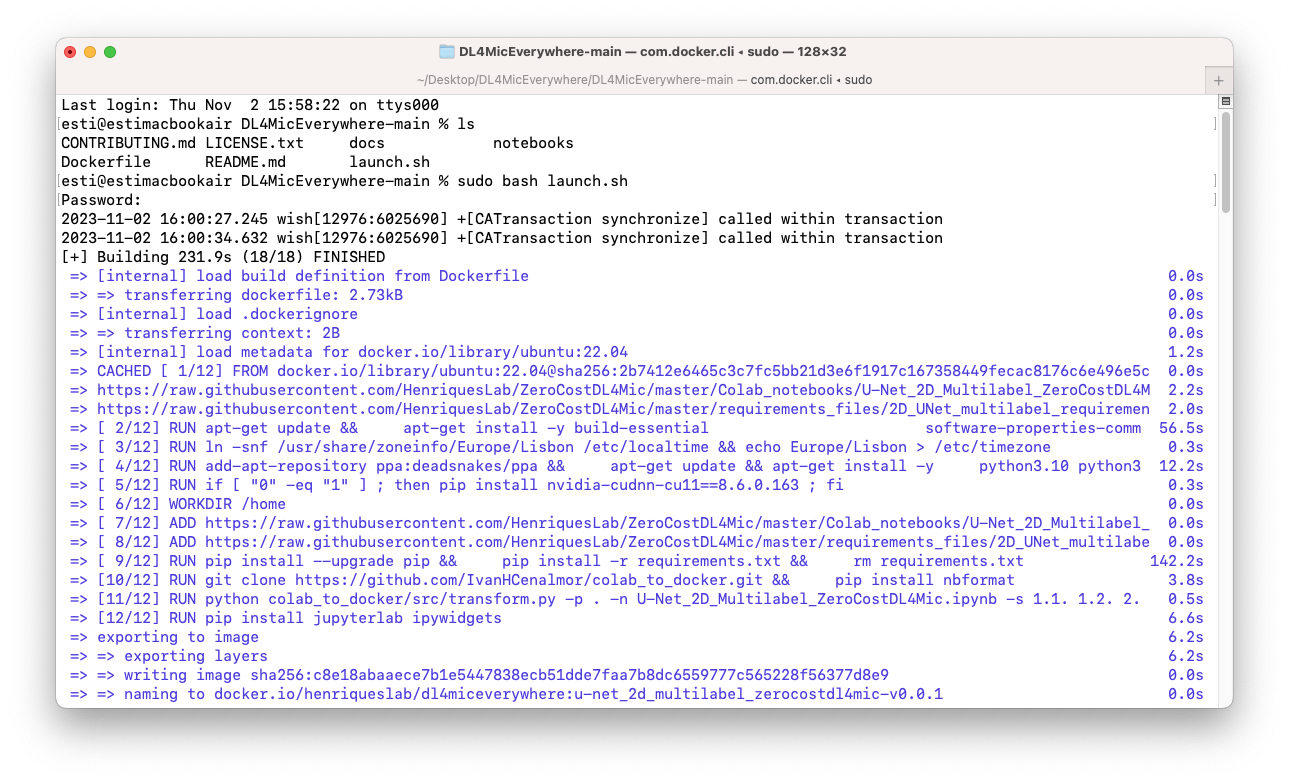 DL4MicEverywhere-main — com.docker.cli ◂ sudo — 128×32
~/Desktop/DL4MicEverywhere/DL4MicEverywhere-main — com.docker.cli ◂ sudo
+
Last login: Thu Nov  2 15:58:22 on ttys000
[esti@estimacbookair DL4MicEverywhere-main % ls ]
CONTRIBUTING.md LICENSE.txt     docs            notebooks
Dockerfile      README.md       launch.sh
[esti@estimacbookair DL4MicEverywhere-main % sudo bash launch.sh ]
[Password: ]
2023-11-02 16:00:27.245 wish[12976:6025690] +[CATransaction synchronize] called within transaction
2023-11-02 16:00:34.632 wish[12976:6025690] +[CATransaction synchronize] called within transaction
[+] Building 231.9s (18/18) FINISHED
=> [internal] load build definition from Dockerfile 0.0s
=> => transferring dockerfile: 2.73kB 0.0s
=> [internal] load .dockerignore 0.0s
=> => transferring context: 2B 0.0s
=> [internal] load metadata for docker.io/library/ubuntu:22.04 1.2s
=> CACHED [ 1/12] FROM docker.io/library/ubuntu:22.04@sha256:2b7412e6465c3c7fc5bb21d3e6f1917c167358449fecac8176c6e496e5c 0.0s
=> https://raw.githubusercontent.com/HenriquesLab/ZeroCostDL4Mic/master/Colab_notebooks/U-Net_2D_Multilabel_ZeroCostDL4M 2.2s
=> https://raw.githubusercontent.com/HenriquesLab/ZeroCostDL4Mic/master/requirements_files/2D_UNet_multilabel_requiremen 2.0s
=> [ 2/12] RUN apt-get update &&     apt-get install -y build-essential                        software-properties-comm 56.5s
=> [ 3/12] RUN ln -snf /usr/share/zoneinfo/Europe/Lisbon /etc/localtime && echo Europe/Lisbon > /etc/timezone 0.3s
=> [ 4/12] RUN add-apt-repository ppa:deadsnakes/ppa &&     apt-get update && apt-get install -y     python3.10 python3 12.2s
=> [ 5/12] RUN if [ "0" -eq "1" ] ; then pip install nvidia-cudnn-cu11==8.6.0.163 ; fi 0.3s
=> [ 6/12] WORKDIR /home 0.0s
=> [ 7/12] ADD https://raw.githubusercontent.com/HenriquesLab/ZeroCostDL4Mic/master/Colab_notebooks/U-Net_2D_Multilabel_ 0.0s
=> [ 8/12] ADD https://raw.githubusercontent.com/HenriquesLab/ZeroCostDL4Mic/master/requirements_files/2D_UNet_multilabe 0.0s
=> [ 9/12] RUN pip install --upgrade pip &&     pip install -r requirements.txt &&     rm requirements.txt 142.2s
=> [10/12] RUN git clone https://github.com/IvanHCenalmor/colab_to_docker.git &&     pip install nbformat 3.8s
=> [11/12] RUN python colab_to_docker/src/transform.py -p . -n U-Net_2D_Multilabel_ZeroCostDL4Mic.ipynb -s 1.1. 1.2. 2. 0.5s
=> [12/12] RUN pip install jupyterlab ipywidgets 6.6s
=> exporting to image 6.2s
=> => exporting layers 6.2s
=> => writing image sha256:c8e18abaaece7b1e5447838ecb51dde7faa7b8dc6559777c565228f56377d8e9 0.0s
=> => naming to docker.io/henriqueslab/dl4miceverywhere:u-net_2d_multilabel_zerocostdl4mic-v0.0.1 0.0s